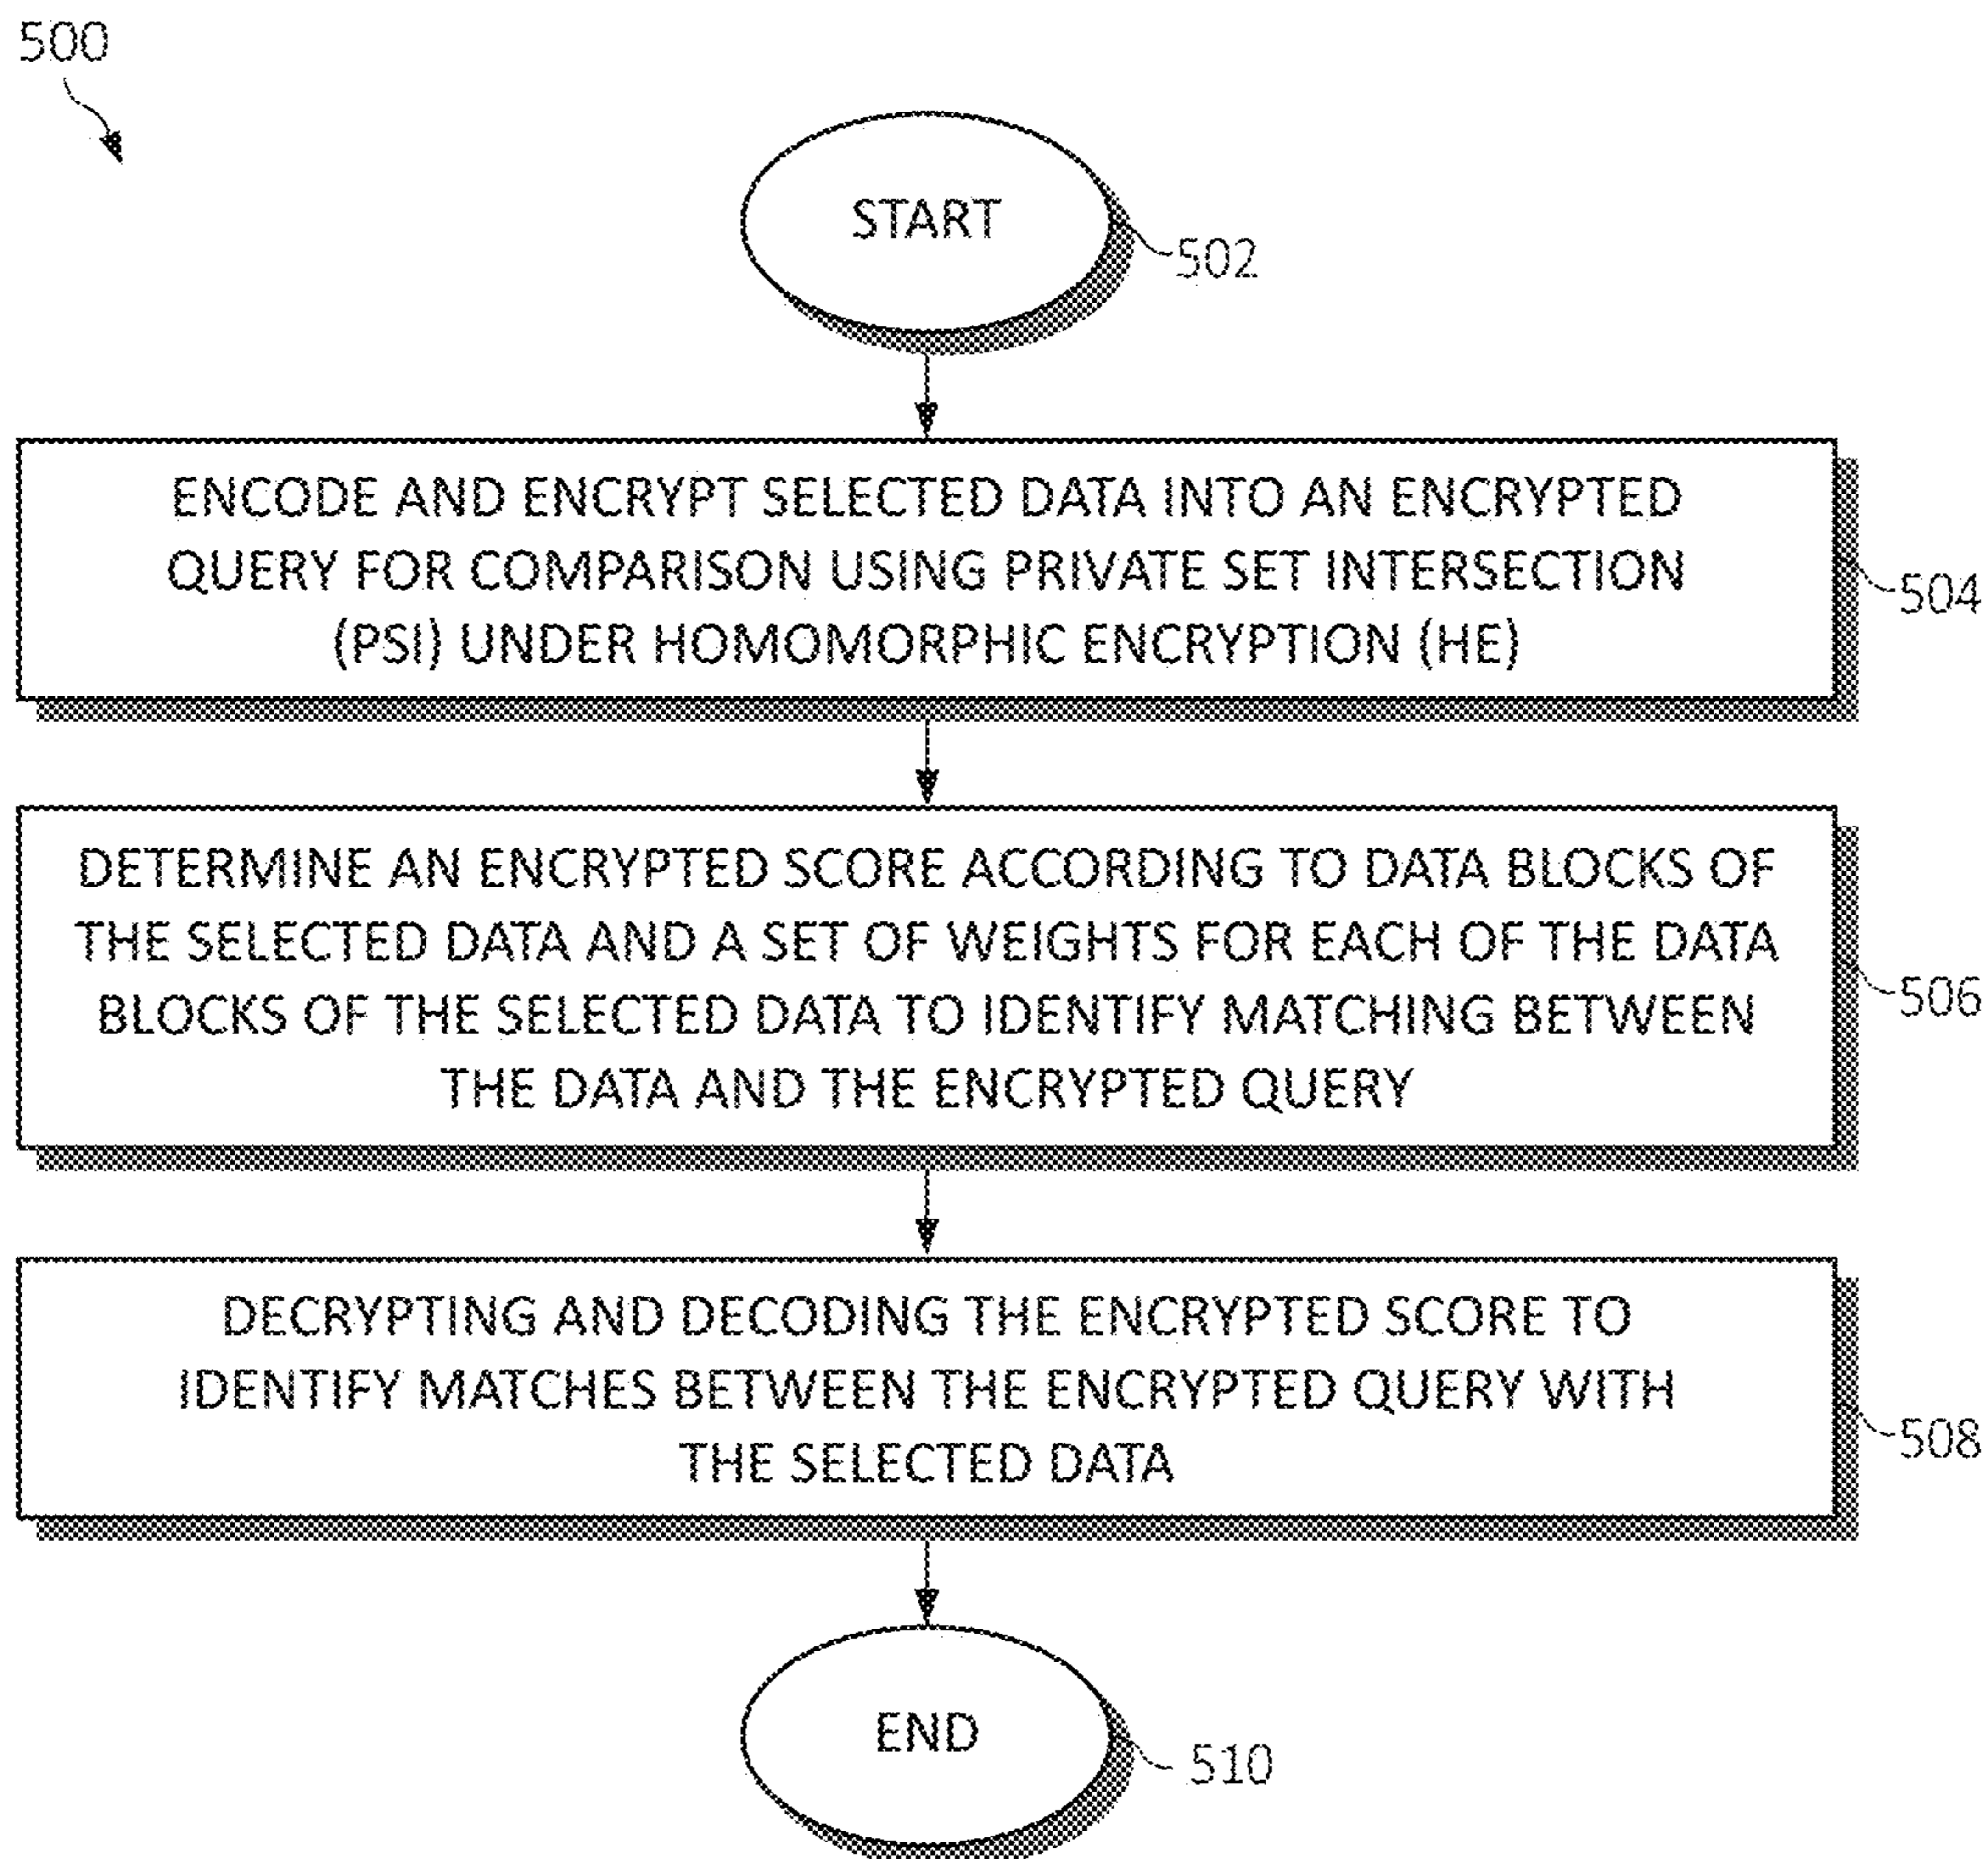 500
START
502
ENCODE AND ENCRYPT SELECTED DATA INTO AN ENCRYPTED
QUERY FOR COMPARISON USING PRIVATE SET INTERSECTION
(PSI) UNDER HOMOMORPHIC ENCRYPTION (HE)
504
DETERMINE AN ENCRYPTED SCORE ACCORDING TO DATA BLOCKS OF
THE SELECTED DATA AND A SET OF WEIGHTS FOR EACH OF THE DATA
BLOCKS OF THE SELECTED DATA TO IDENTIFY MATCHING BETWEEN
THE DATA AND THE ENCRYPTED QUERY
506
DECRYPTING AND DECODING THE ENCRYPTED SCORE TO
IDENTIFY MATCHES BETWEEN THE ENCRYPTED QUERY WITH
THE SELECTED DATA
508
END
510